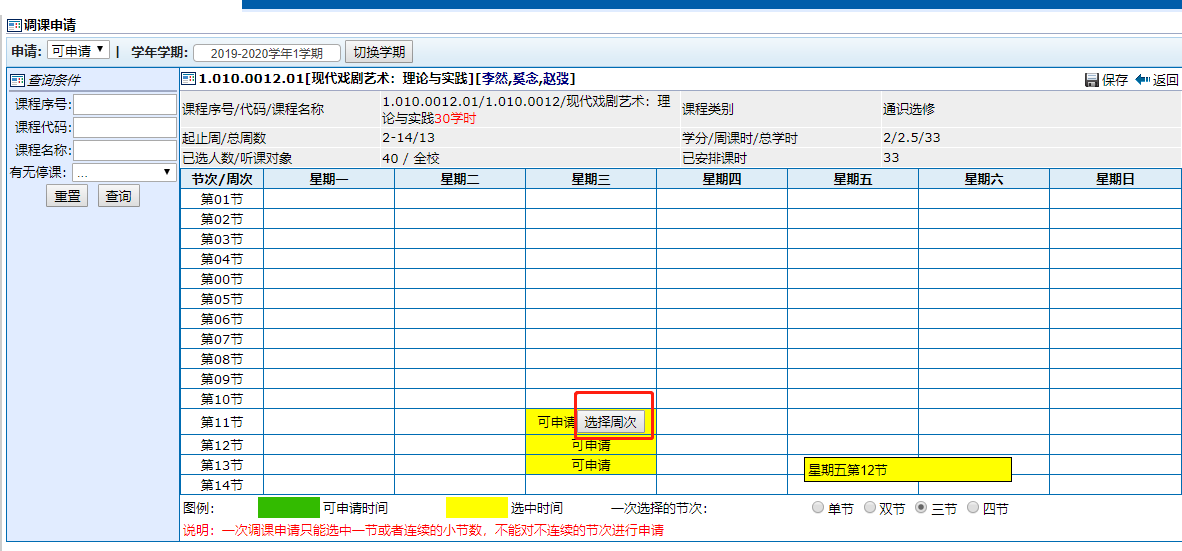 调课申请
申请: 可申请 | 学年学期: 2019-2020学年1学期 切换学期
查询条件
课程序号:
课程代码:
课程名称:
有无停课: ...
重置 查询
1.010.0012.01[现代戏剧艺术：理论与实践][李然,奚念,赵弢] 保存 返回
课程序号/代码/课程名称 1.010.0012.01/1.010.0012/现代戏剧艺术：理论与实践30学时 课程类别 通识选修
起止周/总周数 2-14/13 学分/周课时/总学时 2/2.5/33
已选人数/听课对象 40 / 全校 已安排课时 33
节次/周次 星期一 星期二 星期三 星期四 星期五 星期六 星期日
第01节
第02节
第03节
第04节
第00节
第05节
第06节
第07节
第08节
第09节
第10节
第11节 可申请 选择周次
第12节 可申请
第13节 可申请 星期五第12节
第14节
图例: 可申请时间 选中时间 一次选择的节次: 单节 双节 三节 四节
说明：一次调课申请只能选中一节或者连续的小节数，不能对不连续的节次进行申请